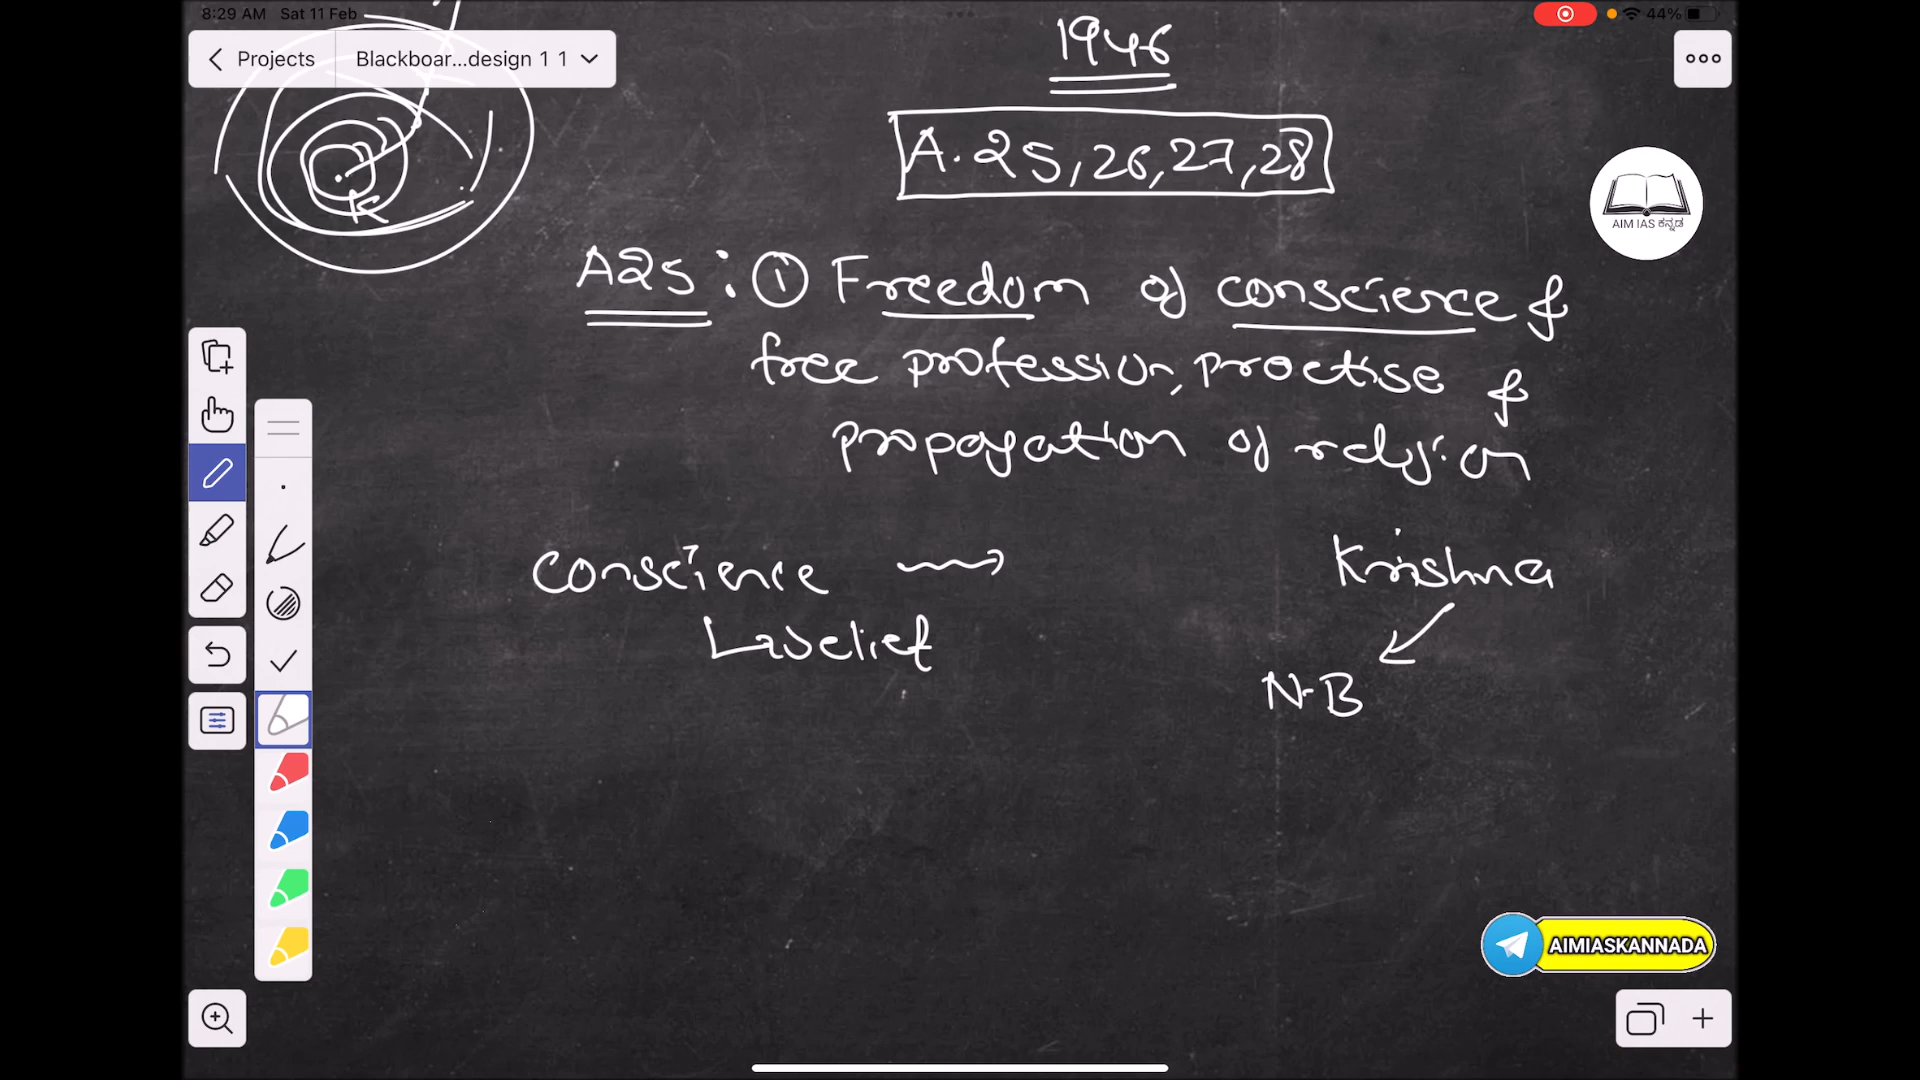 8:29 AM Sat 11 Feb
44%
Projects
Blackboar...design 1 1
1946
A. 25, 26, 27, 28
AIM IAS ಕನ್ನಡ
A25: ① Freedom of conscience &
free profession, practise &
propagation of religion
Conscience → Krishna
belief
N-B
K
AIMIASKANNADA